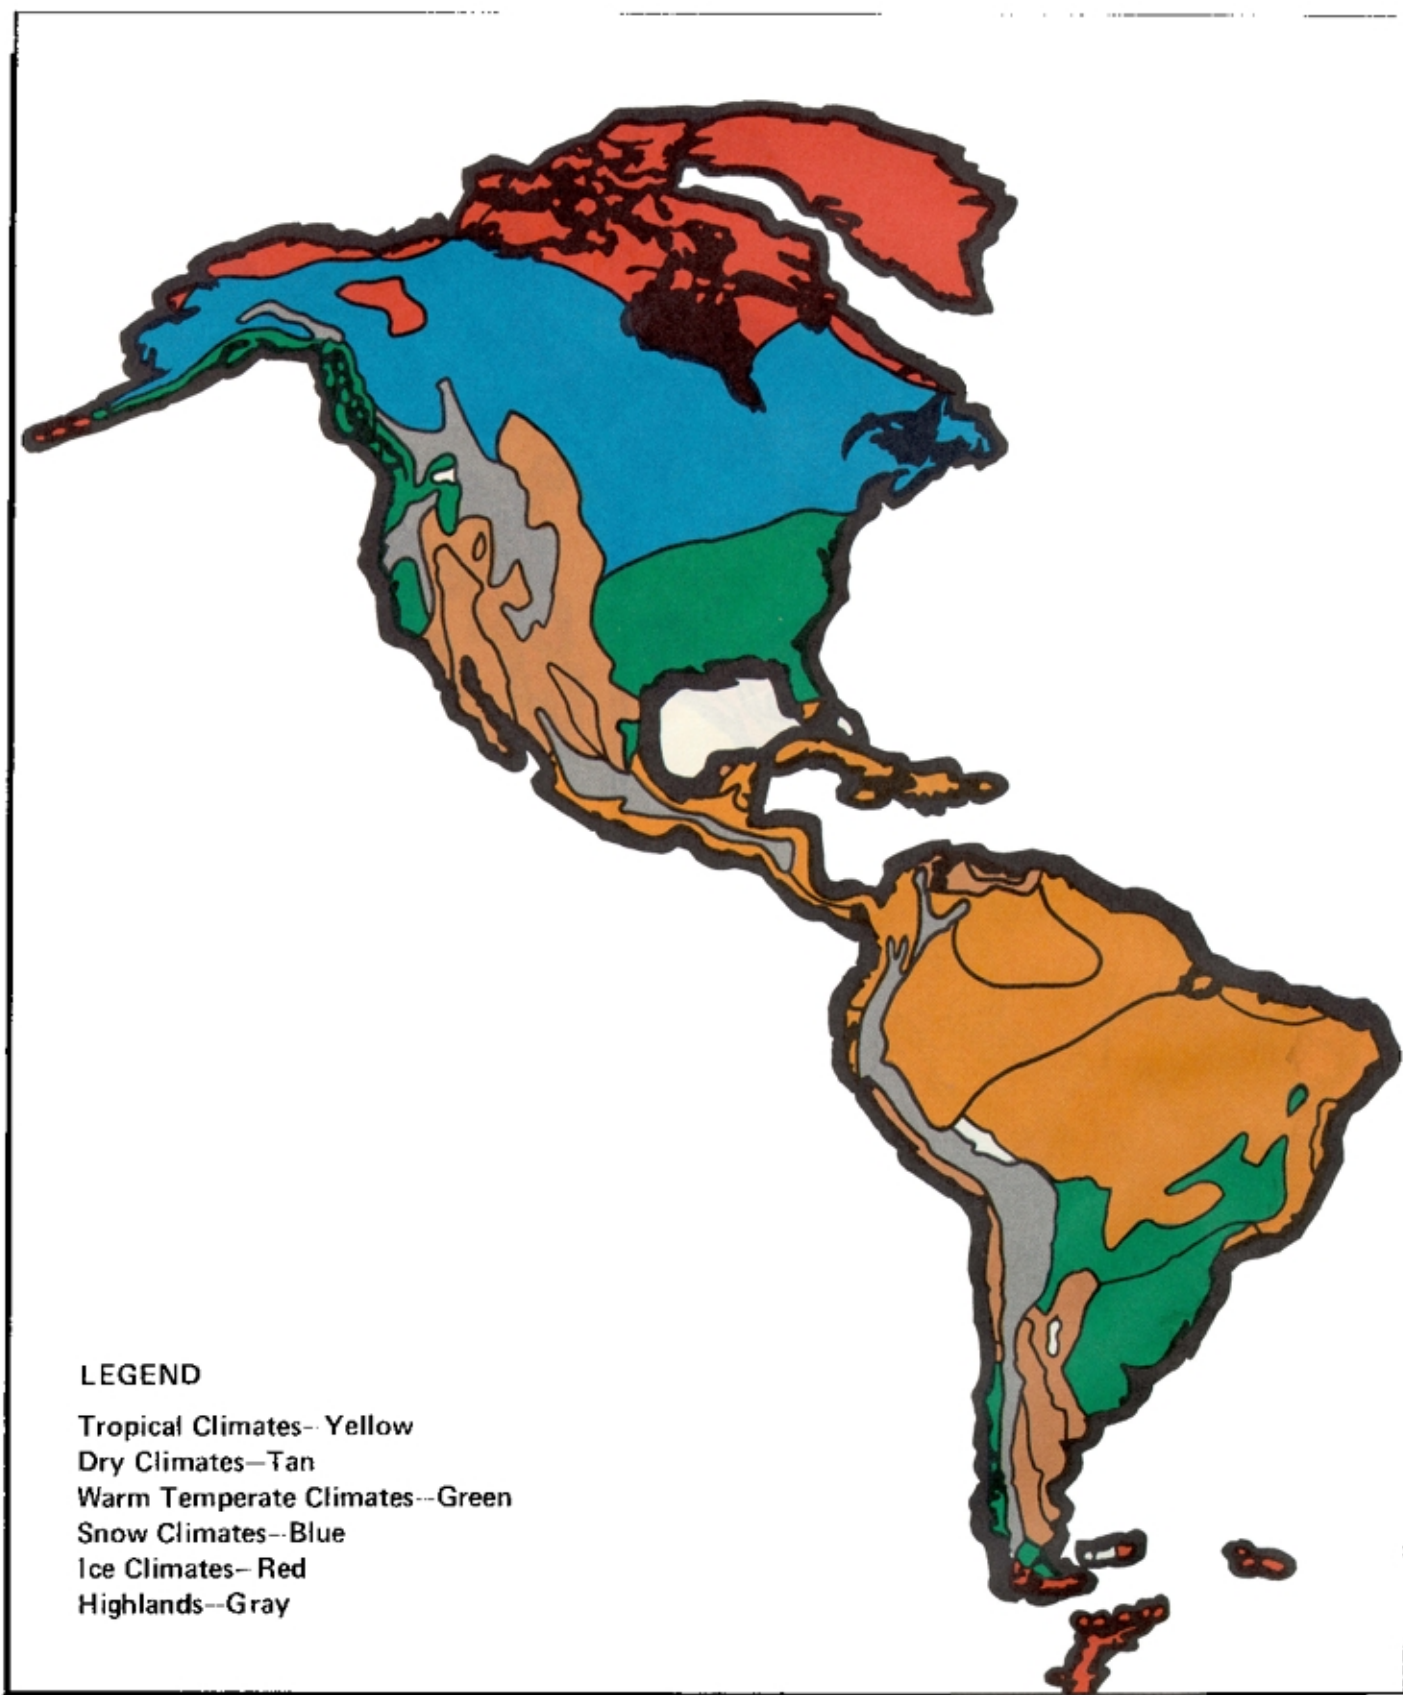 LEGEND
Tropical Climates--Yellow
Dry Climates—Tan
Warm Temperate Climates--Green
Snow Climates--Blue
Ice Climates—Red
Highlands--Gray